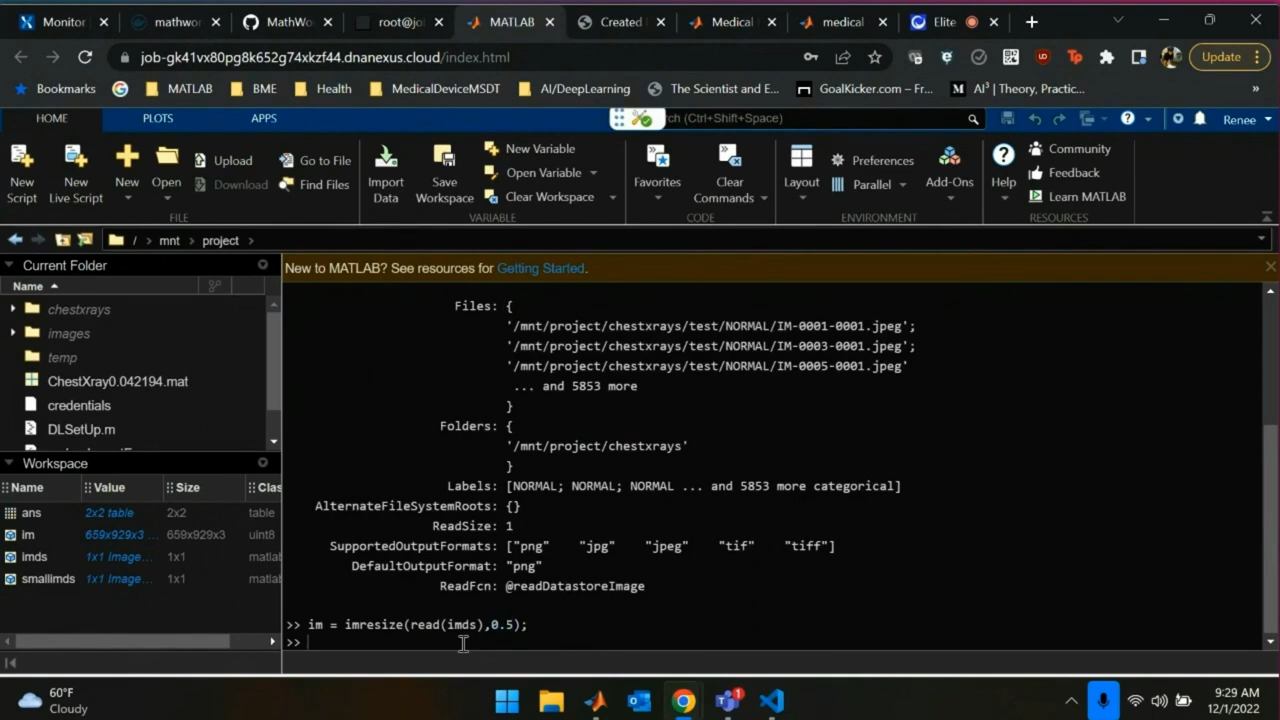 Monitor
mathwor
MathWo
root@jo
MATLAB
Created
Medical
medical
Elite
job-gk41vx80pg8k652g74xkzf44.dnanexus.cloud/index.html
Update
Bookmarks
MATLAB
BME
Health
MedicalDeviceMSDT
AI/DeepLearning
The Scientist and E...
GoalKicker.com – Fr...
AI³ | Theory, Practic...
HOME
PLOTS
APPS
rch (Ctrl+Shift+Space)
Renee
New Script
New Live Script
New
Open
Upload
Download
Go to File
Find Files
FILE
Import Data
Save Workspace
New Variable
Open Variable
Clear Workspace
VARIABLE
Favorites
Clear Commands
CODE
Layout
Preferences
Parallel
Add-Ons
ENVIRONMENT
Help
Community
Feedback
Learn MATLAB
RESOURCES
/ mnt project
Current Folder
Name
chestxrays
images
temp
ChestXray0.042194.mat
credentials
DLSetUp.m
Workspace
Name Value Size Clas
ans 2x2 table 2x2 table
im 659x929x3 ... 659x929x3 uint8
imds 1x1 Image... 1x1 matla
smallimds 1x1 Image... 1x1 matla
New to MATLAB? See resources for Getting Started.
Files: {
'/mnt/project/chestxrays/test/NORMAL/IM-0001-0001.jpeg';
'/mnt/project/chestxrays/test/NORMAL/IM-0003-0001.jpeg';
'/mnt/project/chestxrays/test/NORMAL/IM-0005-0001.jpeg'
... and 5853 more
}
Folders: {
'/mnt/project/chestxrays'
}
Labels: [NORMAL; NORMAL; NORMAL ... and 5853 more categorical]
AlternateFileSystemRoots: {}
ReadSize: 1
SupportedOutputFormats: ["png" "jpg" "jpeg" "tif" "tiff"]
DefaultOutputFormat: "png"
ReadFcn: @readDatastoreImage
>> im = imresize(read(imds),0.5);
>>
60°F
Cloudy
1
9:29 AM
12/1/2022